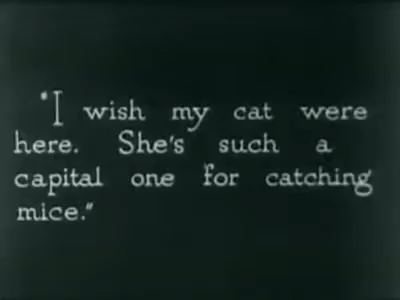 "I wish my cat were
here. She's such a
capital one for catching
mice."